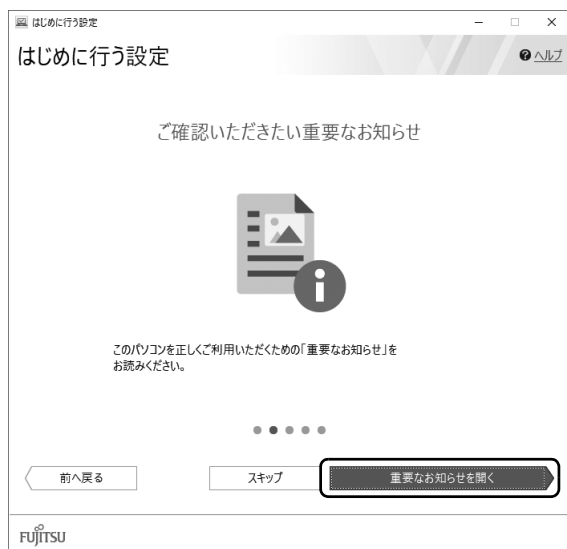 はじめに行う設定
はじめに行う設定
ヘルプ
ご確認いただきたい重要なお知らせ
このパソコンを正しくご利用いただくための「重要なお知らせ」を
お読みください。
前へ戻る
スキップ
重要なお知らせを開く
FUJITSU